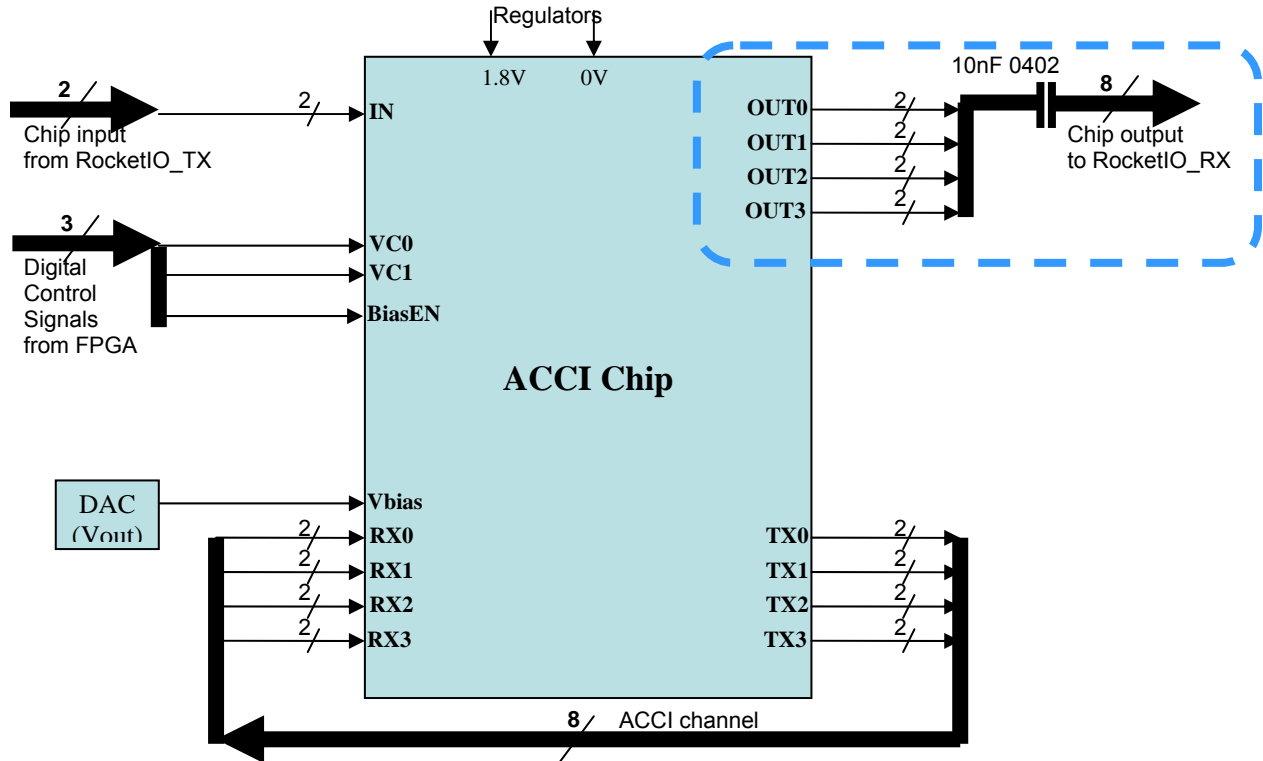 Regulators
1.8V
0V
10nF 0402
2
Chip input
from RocketIO_TX
2
IN
OUT0
2
OUT1
2
OUT2
2
OUT3
2
8
Chip output
to RocketIO_RX
3
Digital
Control
Signals
from FPGA
VC0
VC1
BiasEN
ACCI Chip
DAC
(Vout)
Vbias
2
RX0
2
RX1
2
RX2
2
RX3
TX0
2
TX1
2
TX2
2
TX3
2
8
ACCI channel